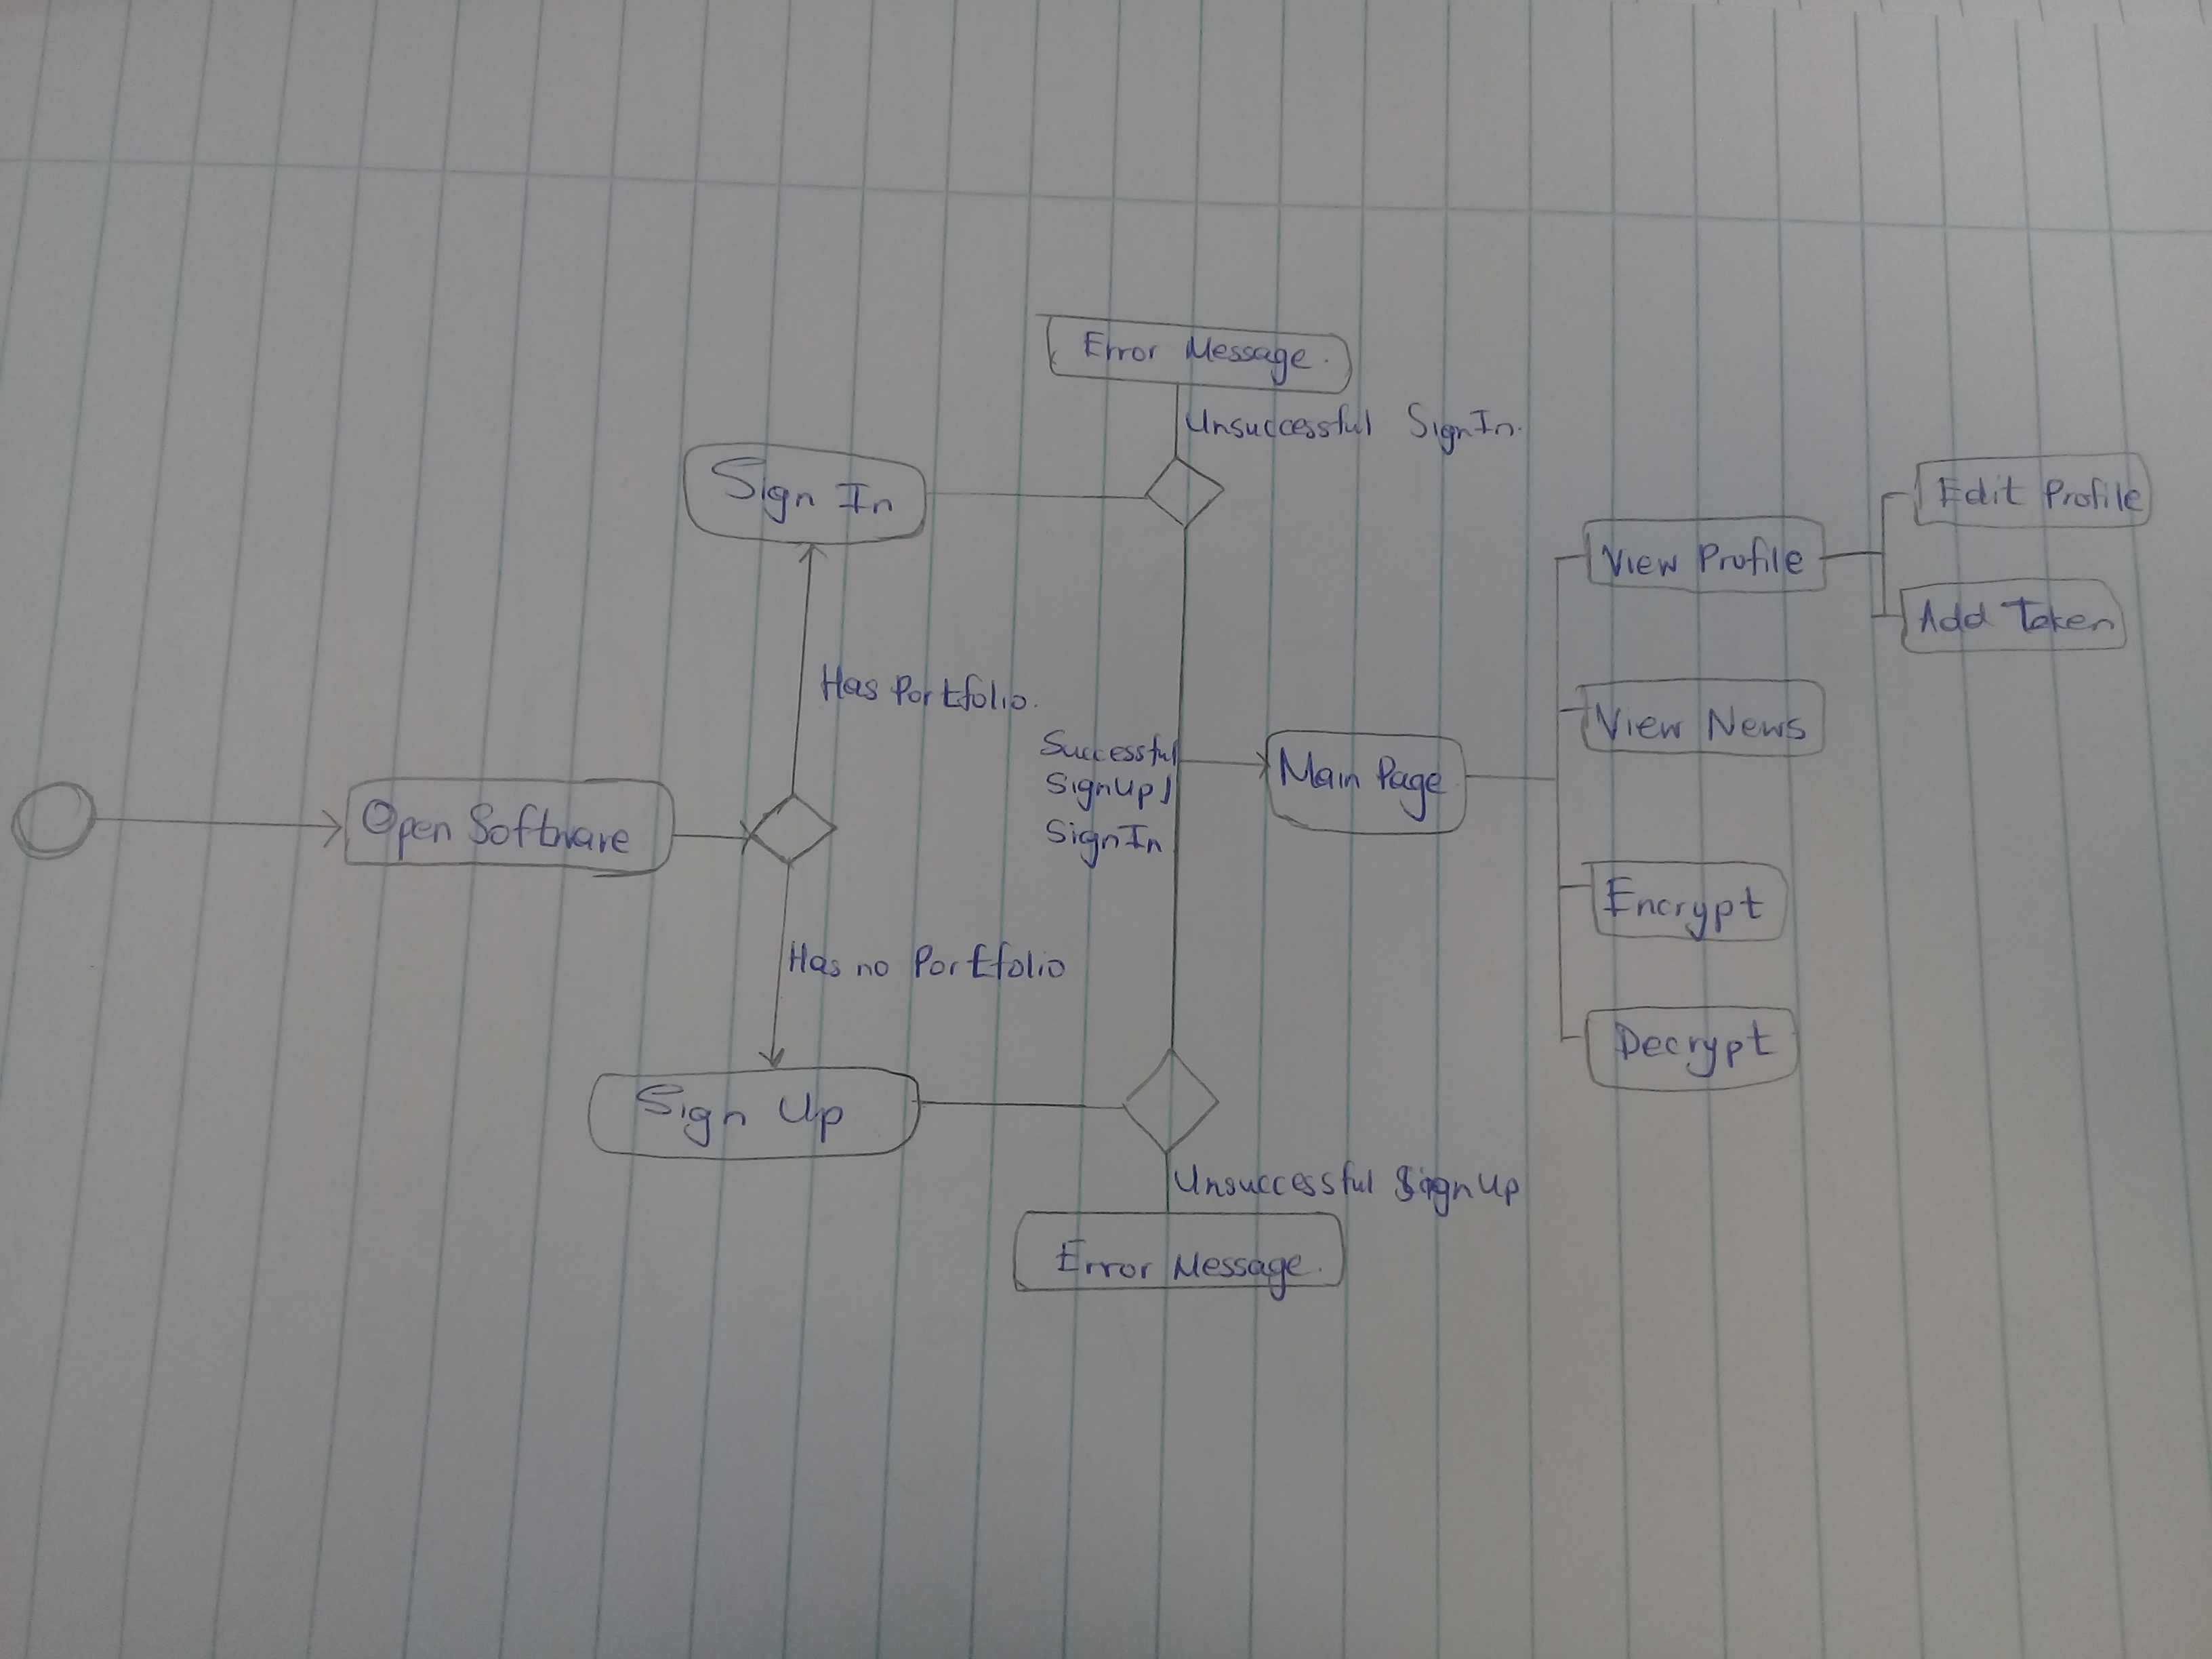 Error Message.
Unsuccessful SignIn.
Sign In
Edit Profile
View Profile
Add Token
Has Portfolio.
View News
Successful
SignUp/
SignIn
Main Page
Open Software
Encrypt
Has no Portfolio
Decrypt
Sign Up
Unsuccessful SignUp
Error Message.